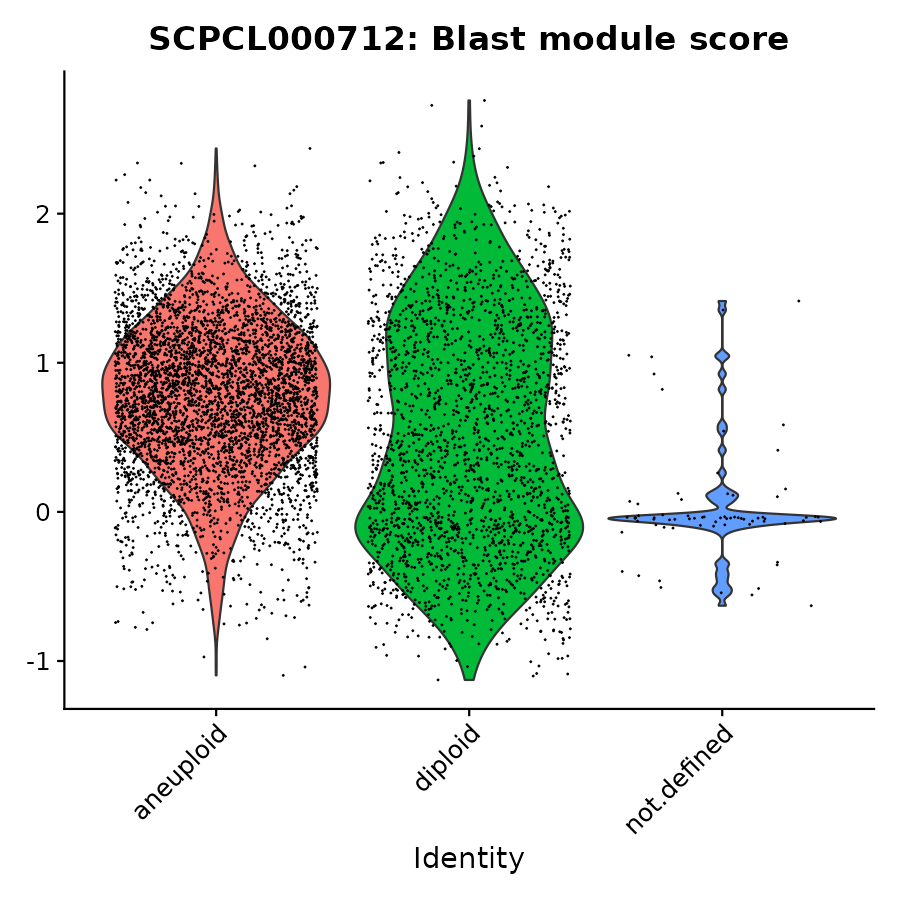 SCPCL000712: Blast module score
2
1
0
-1
aneuploid
diploid
not.defined
Identity